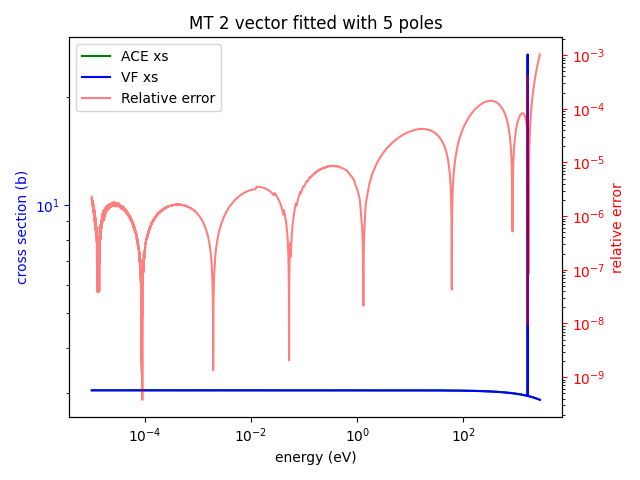 MT 2 vector fitted with 5 poles
ACE xs
VF xs
Relative error
cross section (b)
10^1
10^-3
10^-4
10^-5
10^-6
10^-7
10^-8
10^-9
relative error
10^-4 10^-2 10^0 10^2
energy (eV)